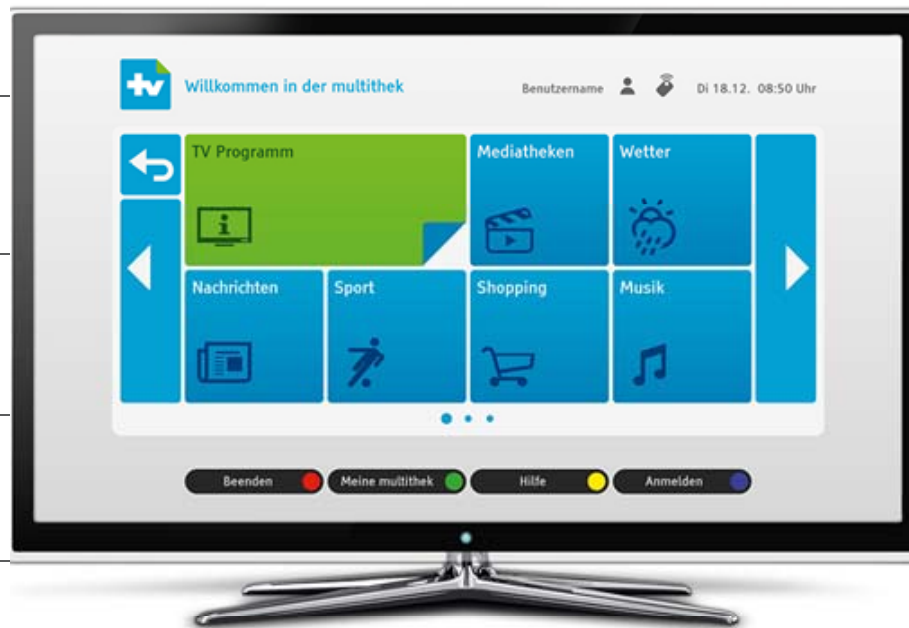 tv
Willkommen in der multithek
Benutzername
Di 18.12. 08:50 Uhr
TV Programm
Mediatheken
Wetter
Nachrichten
Sport
Shopping
Musik
Beenden
Meine multithek
Hilfe
Anmelden